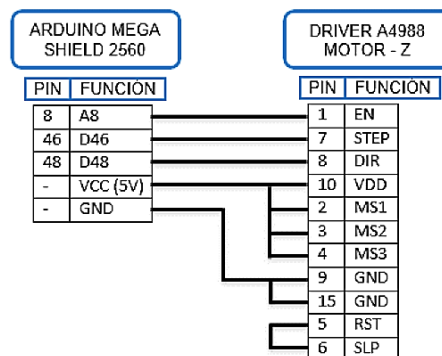 ARDUINO MEGA
SHIELD 2560
PIN FUNCIÓN
8 A8
46 D46
48 D48
- VCC (5V)
- GND
DRIVER A4988
MOTOR - Z
PIN FUNCIÓN
1 EN
7 STEP
8 DIR
10 VDD
2 MS1
3 MS2
4 MS3
9 GND
15 GND
5 RST
6 SLP